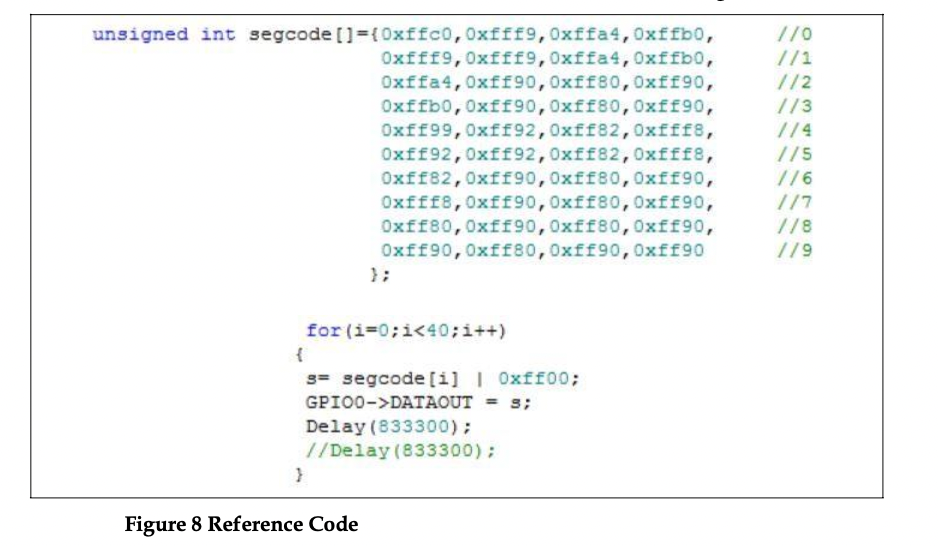 unsigned int segcode[]={0xffc0,0xfff9,0xffa4,0xffb0, //0
0xfff9,0xfff9,0xffa4,0xffb0, //1
0xffa4,0xff90,0xff80,0xff90, //2
0xffb0,0xff90,0xff80,0xff90, //3
0xff99,0xff92,0xff82,0xfff8, //4
0xff92,0xff92,0xff82,0xfff8, //5
0xff82,0xff90,0xff80,0xff90, //6
0xfff8,0xff90,0xff80,0xff90, //7
0xff80,0xff90,0xff80,0xff90, //8
0xff90,0xff80,0xff90,0xff90 //9
};
for(i=0;i<40;i++)
{
s= segcode[i] | 0xff00;
GPIO0->DATAOUT = s;
Delay(833300);
//Delay(833300);
}
Figure 8 Reference Code